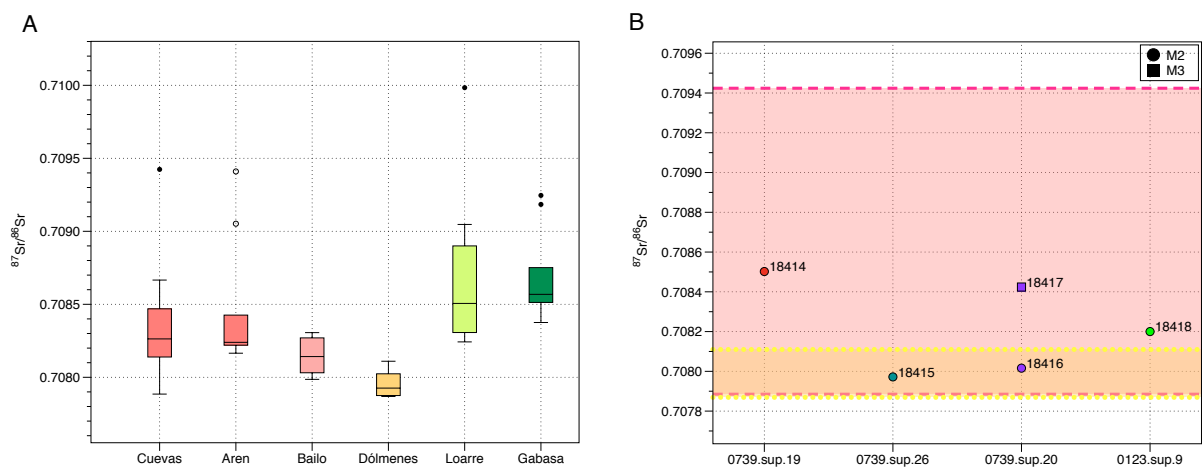 A
⁸⁷Sr/⁸⁶Sr
0.7100
0.7095
0.7090
0.7085
0.7080
Cuevas Aren Bailo Dólmenes Loarre Gabasa
B
⁸⁷Sr/⁸⁶Sr
0.7096
0.7094
0.7092
0.7090
0.7088
0.7086
0.7084
0.7082
0.7080
0.7078
M2
M3
18414
18417
18418
18415
18416
0739.sup.19 0739.sup.26 0739.sup.20 0123.sup.9